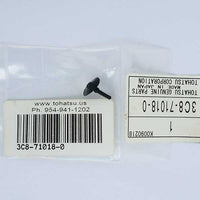 www.tohatsu.us
Ph. 954-941-1202
3C8-71018-0
TOHATSU GENUINE PARTS
TOHATSU CORPORATION
MADE IN JAPAN
3C8-71018-0
1